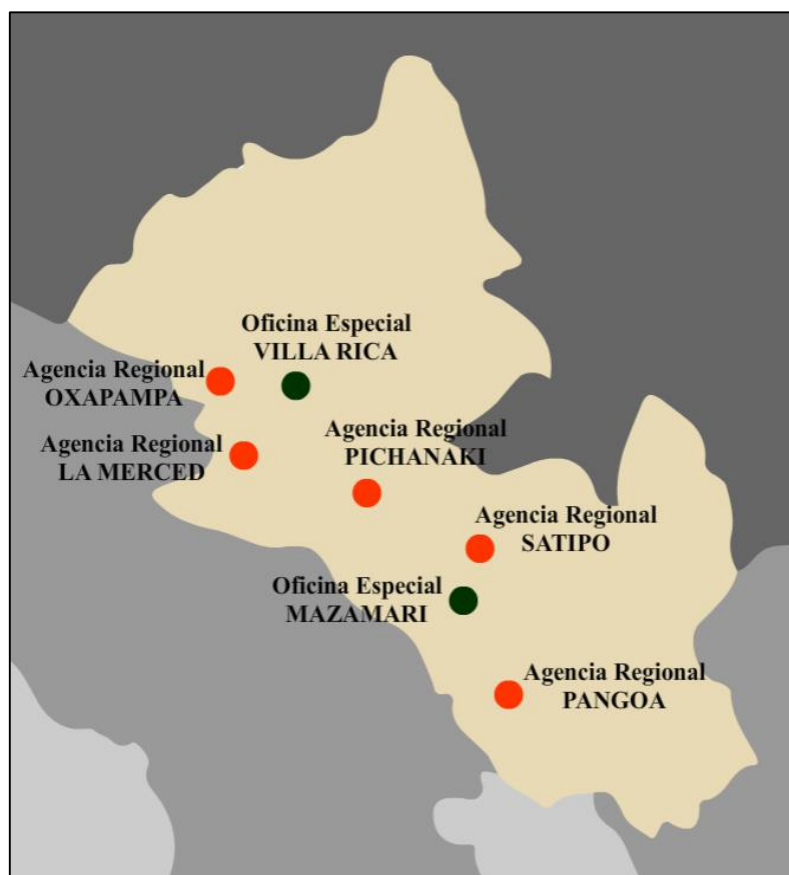 Oficina Especial
VILLA RICA
Agencia Regional
OXAPAMPA
Agencia Regional
PICHANAKI
Agencia Regional
LA MERCED
Agencia Regional
SATIPO
Oficina Especial
MAZAMARI
Agencia Regional
PANGOA